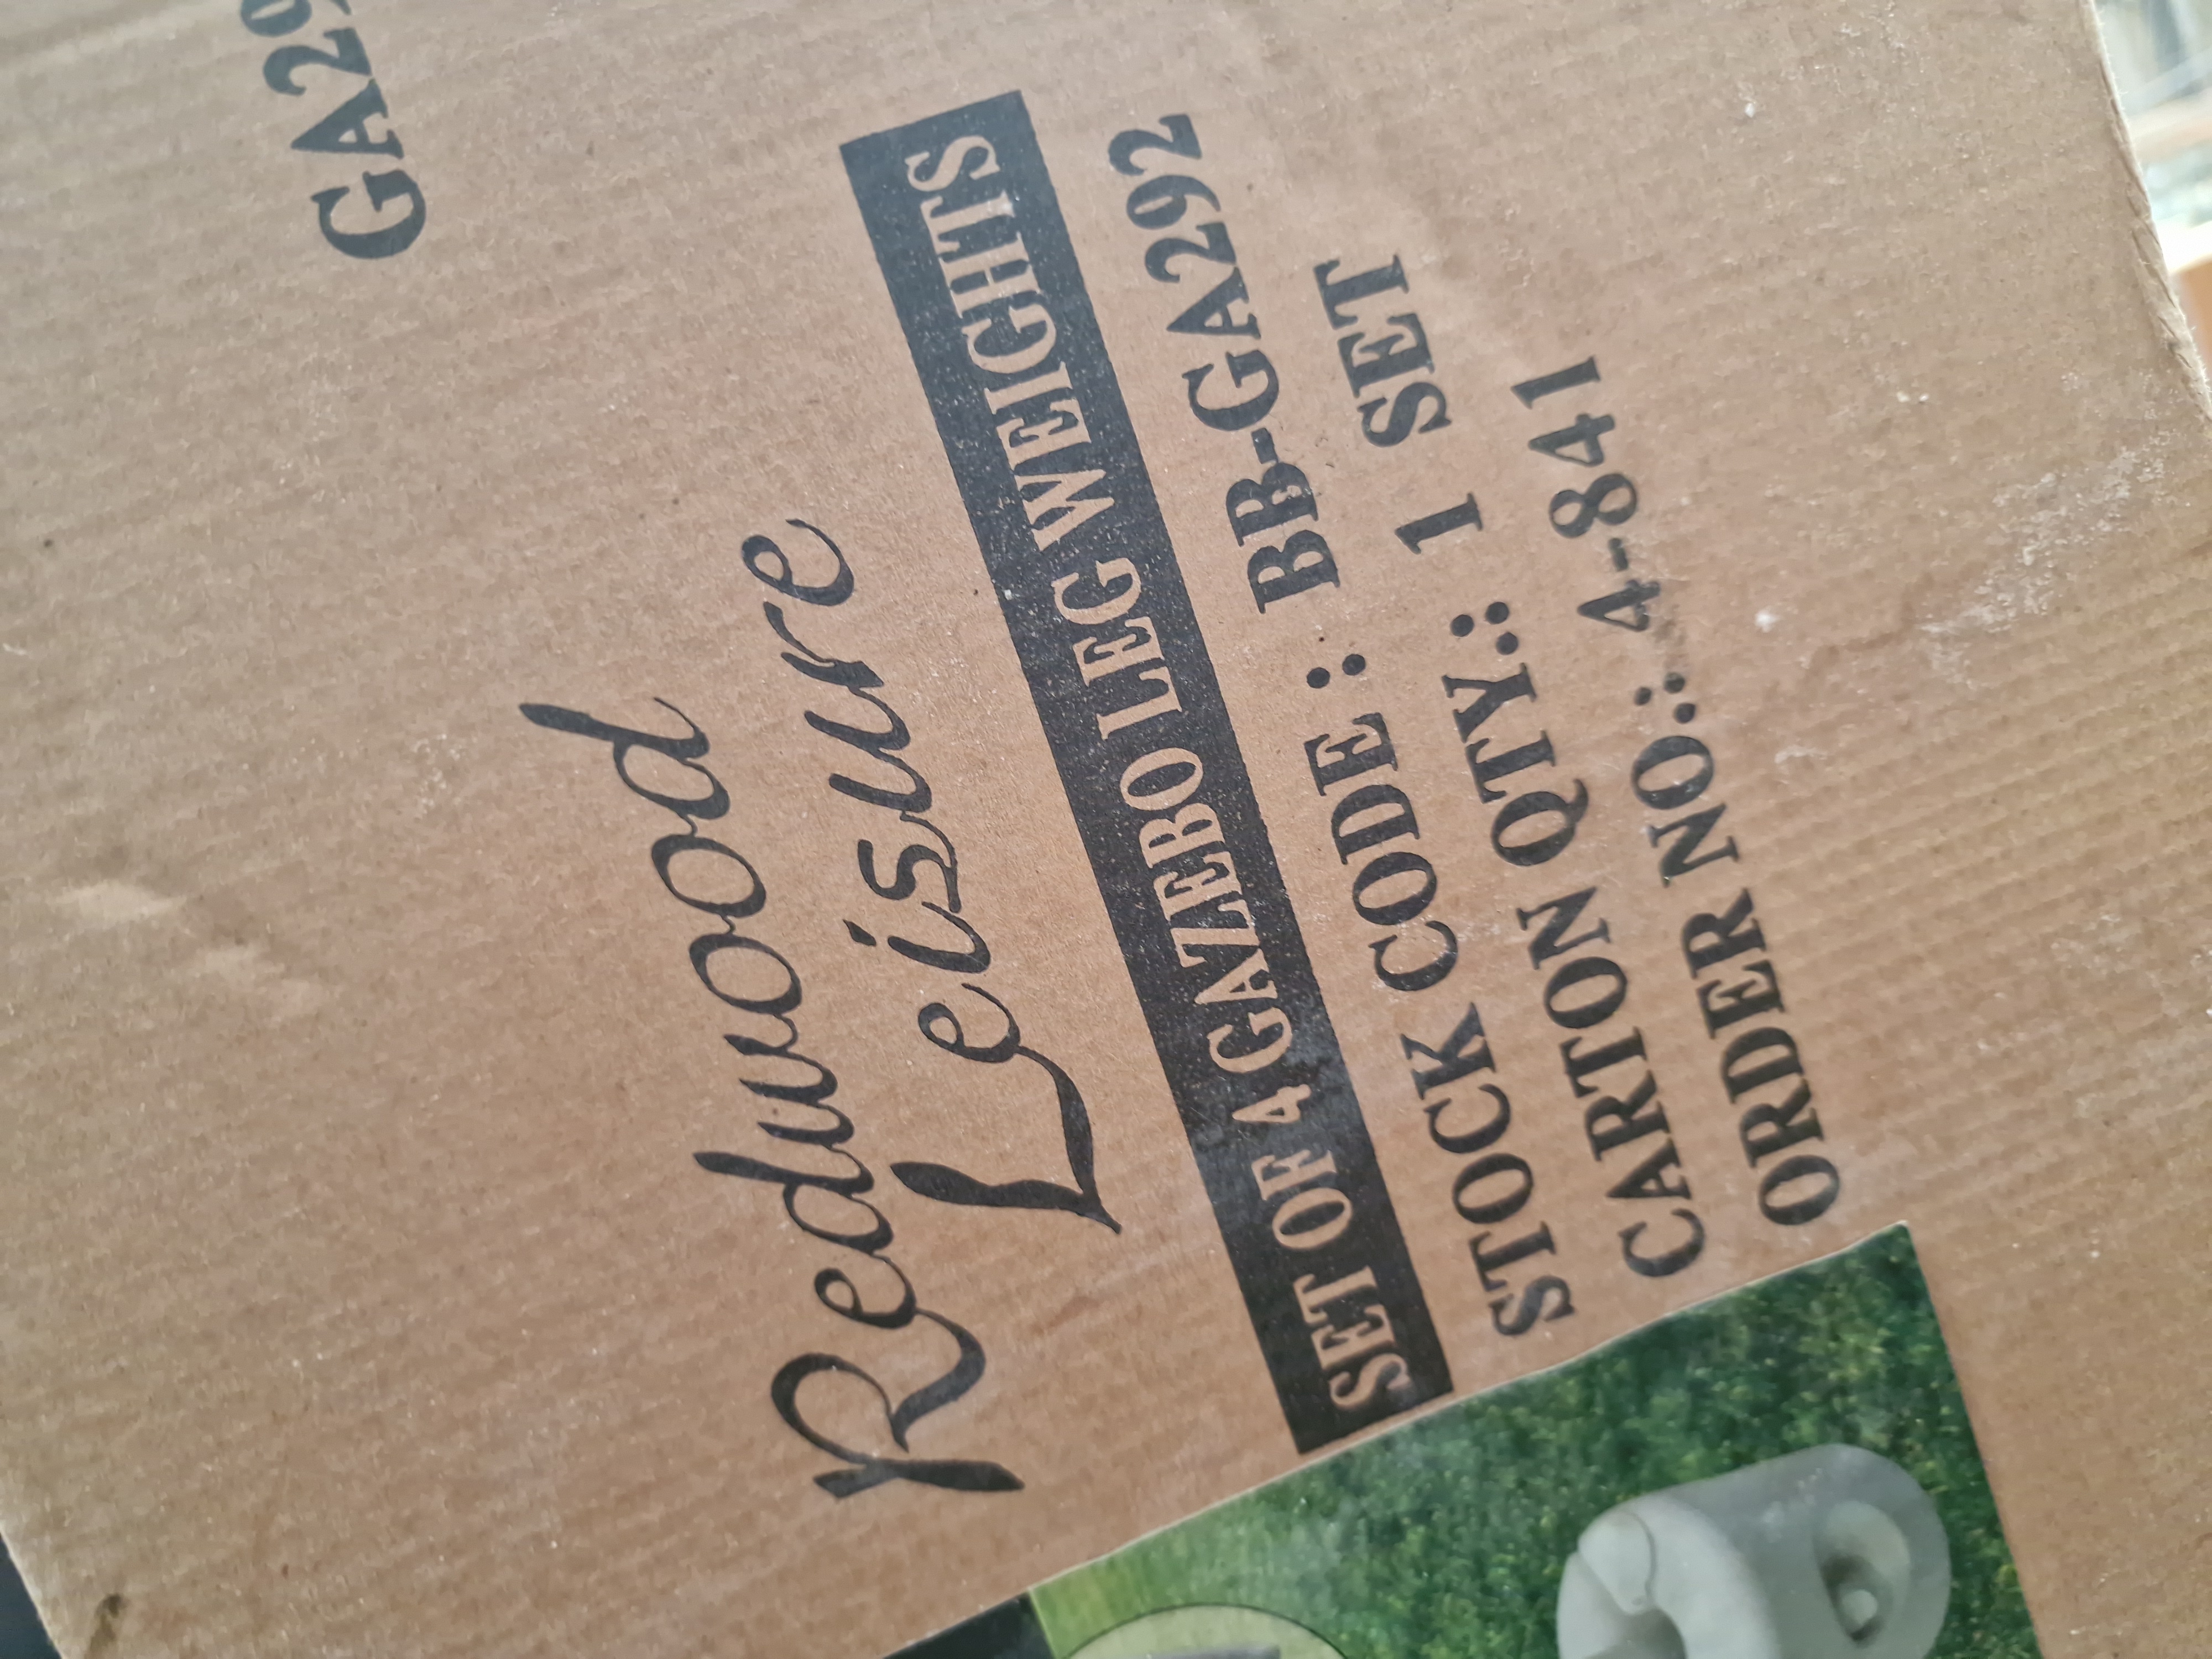 Redwood
Leisure
SET OF 4 GAZEBO LEG WEIGHTS
STOCK CODE : BB-GA292
CARTON QTY.: 1 SET
ORDER NO.: 4-841